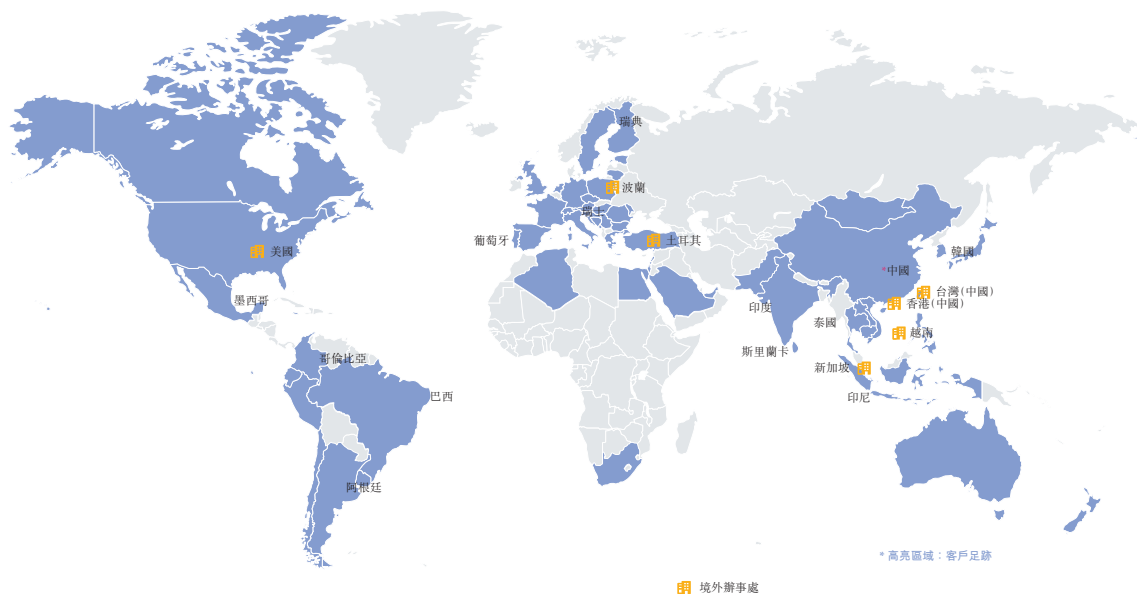 瑞典
波蘭
瑞士
葡萄牙
土耳其
美國
韓國
中國
墨西哥
台灣(中國)
香港(中國)
印度
泰國
越南
斯里蘭卡
哥倫比亞
新加坡
巴西
印尼
阿根廷
* 高亮區域：客戶足跡
境外辦事處